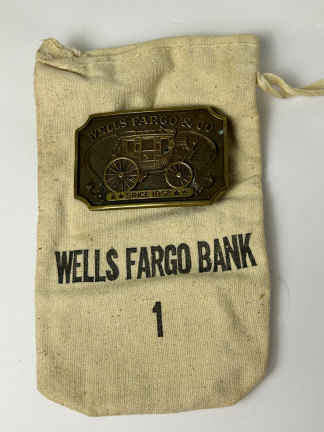 WELLS FARGO & CO
SINCE 1852
WELLS FARGO BANK
1